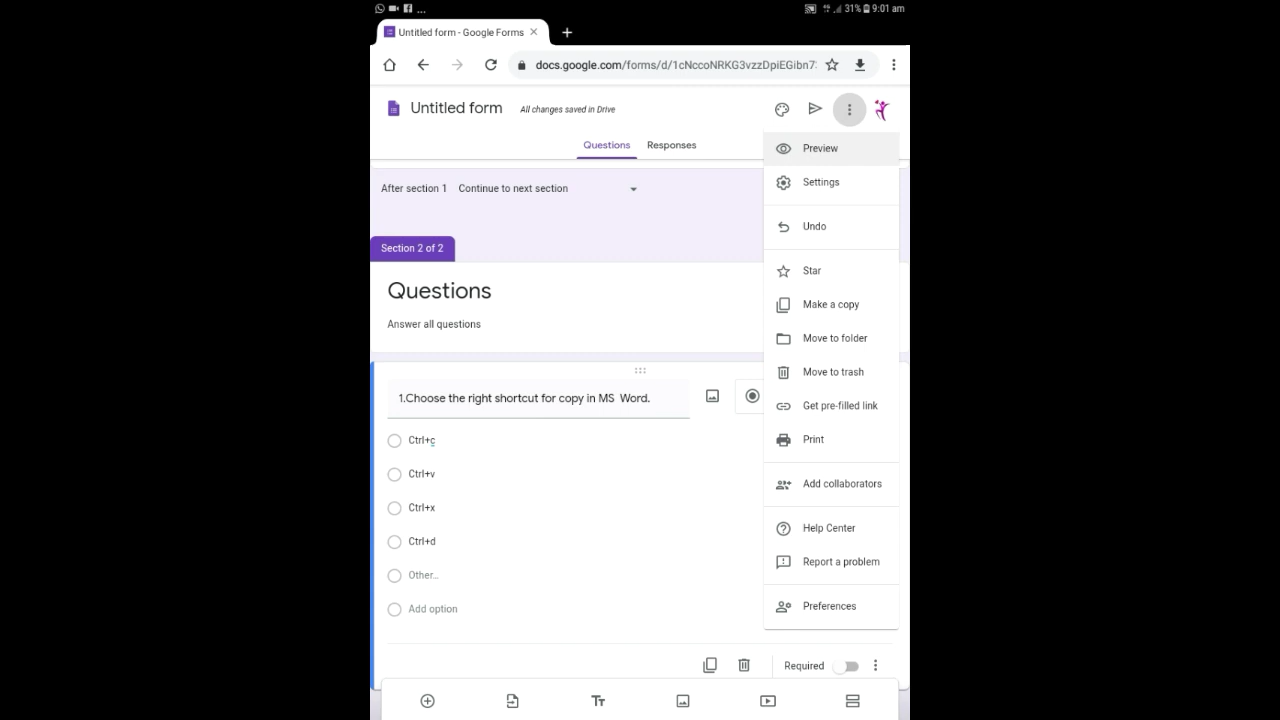 ...
31% 9:01 am
Untitled form - Google Forms
docs.google.com/forms/d/1cNccoNRKG3vzzDpiEGibn7
Untitled form
All changes saved in Drive
Questions
Responses
Preview
Settings
Undo
Star
Make a copy
Move to folder
Move to trash
Get pre-filled link
Print
Add collaborators
Help Center
Report a problem
Preferences
After section 1 Continue to next section
Section 2 of 2
Questions
Answer all questions
1.Choose the right shortcut for copy in MS  Word.
Ctrl+c
Ctrl+v
Ctrl+x
Ctrl+d
Other...
Add option
Required
Tt